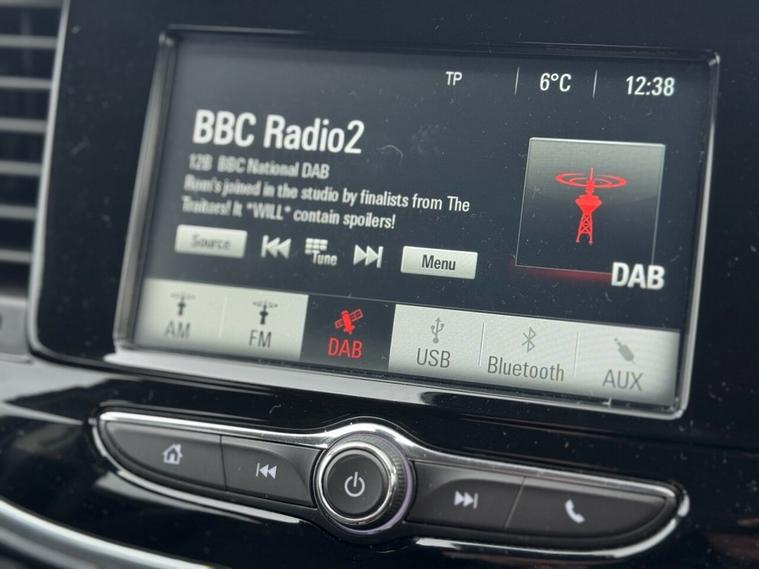 TP 6°C 12:38
BBC Radio2
12B BBC National DAB
Rom's joined in the studio by finalists from The
Traitors! It *WILL* contain spoilers!
Source Tune Menu
DAB
AM FM DAB USB Bluetooth AUX